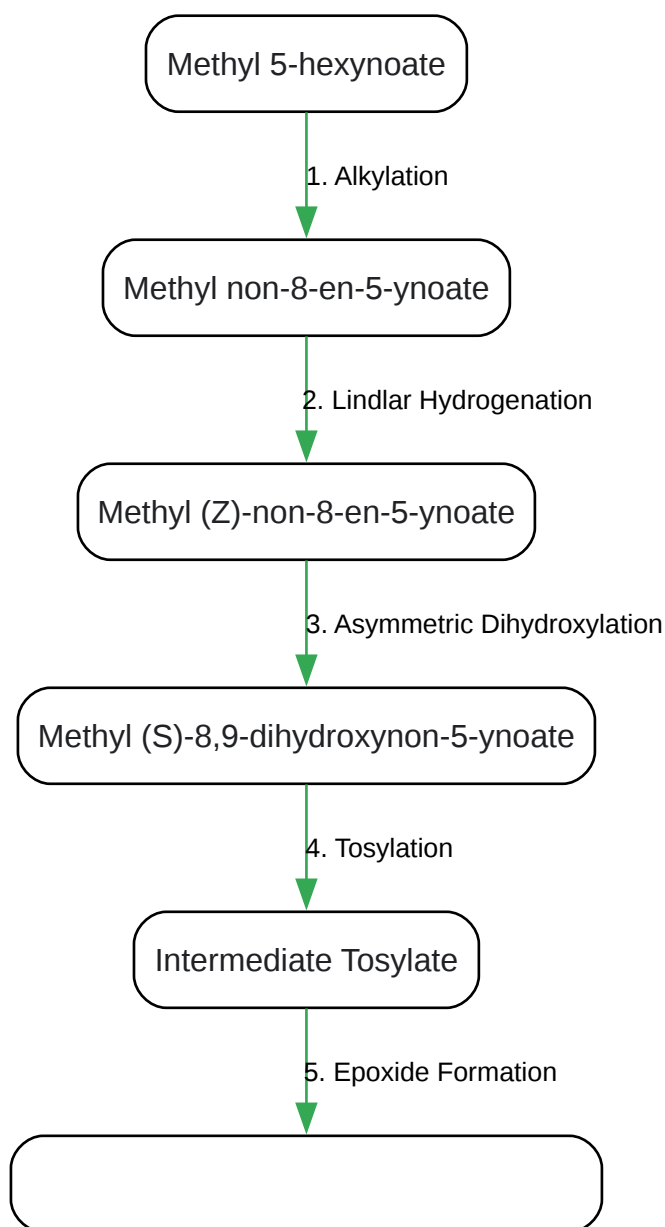 Methyl 5-hexynoate
1. Alkylation
Methyl non-8-en-5-ynoate
2. Lindlar Hydrogenation
Methyl (Z)-non-8-en-5-ynoate
3. Asymmetric Dihydroxylation
Methyl (S)-8,9-dihydroxynon-5-ynoate
4. Tosylation
Intermediate Tosylate
5. Epoxide Formation